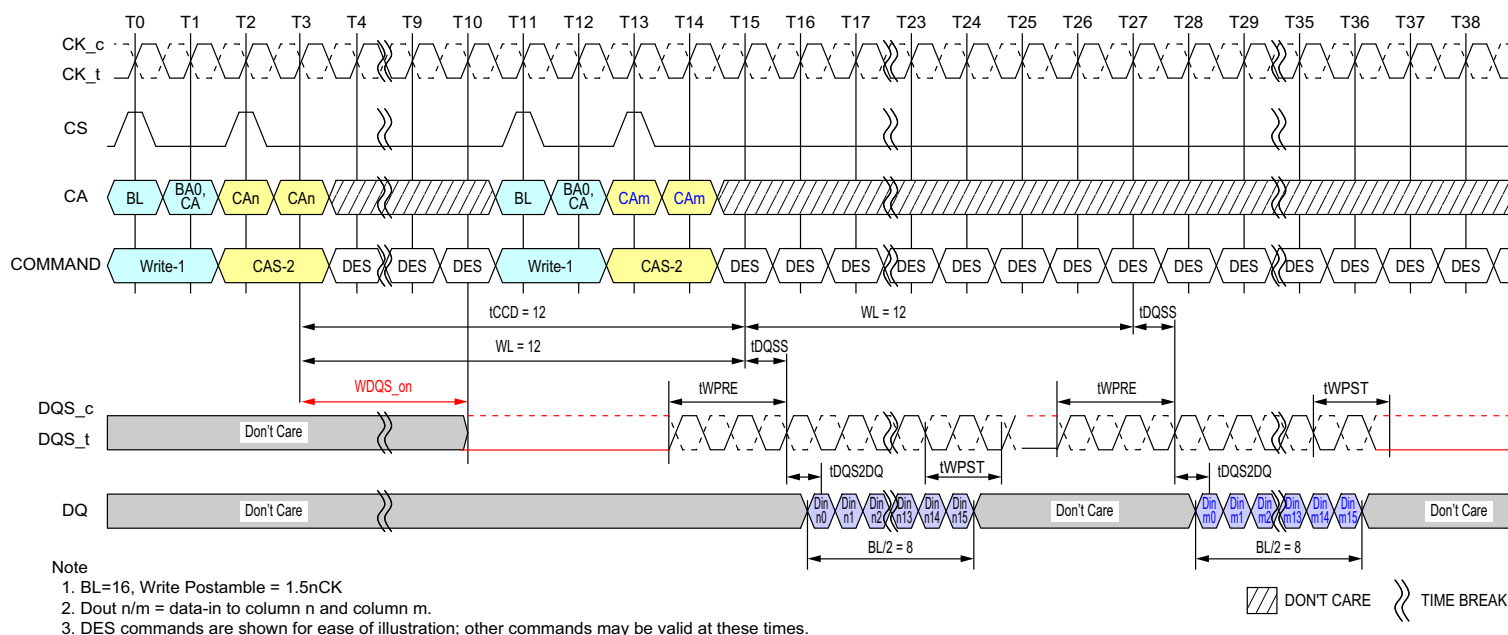 T0 T1 T2 T3 T4 T9 T10 T11 T12 T13 T14 T15 T16 T17 T23 T24 T25 T26 T27 T28 T29 T35 T36 T37 T38
CK_c
CK_t
CS
CA BL BA0, CA CAn CAn BL BA0, CA CAm CAm
COMMAND Write-1 CAS-2 DES DES DES Write-1 CAS-2 DES DES DES DES DES DES DES DES DES DES DES DES DES DES
tCCD = 12 WL = 12 tDQSS
WL = 12 tDQSS
WDQS_on tWPRE tWPRE tWPST
DQS_c
DQS_t Don't Care
tDQS2DQ tWPST tDQS2DQ
DQ Don't Care Din n0 Din n1 Din n2 Din n13 Din n14 Din n15 Don't Care Din m0 Din m1 Din m2 Din m13 Din m14 Din m15 Don't Care
BL/2 = 8 BL/2 = 8
Note
1. BL=16, Write Postamble = 1.5nCK
2. Dout n/m = data-in to column n and column m.
3. DES commands are shown for ease of illustration; other commands may be valid at these times.
DON'T CARE TIME BREAK